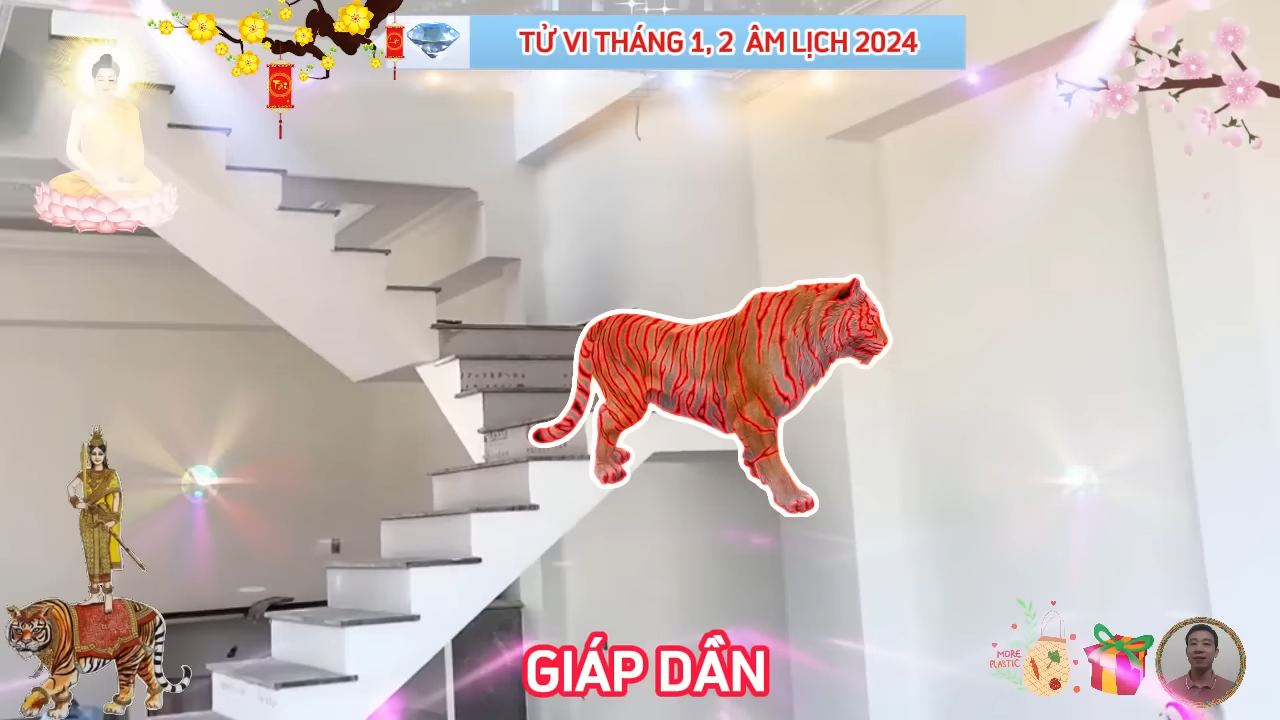 TỬ VI THÁNG 1, 2 ÂM LỊCH 2024
GIÁP DẦN
MORE
PLASTIC